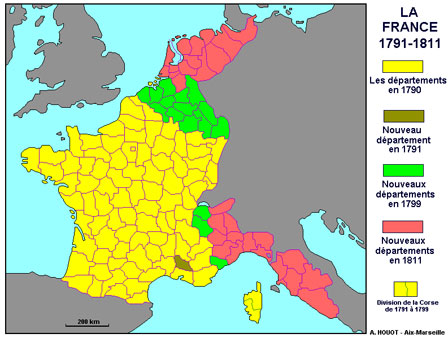 LA
FRANCE
1791-1811
Les départements
en 1790
Nouveau
département
en 1791
Nouveaux
départements
en 1799
Nouveaux
départements
en 1811
Division de la Corse
de 1791 à 1799
200 km
A. HOUOT - Aix-Marseille